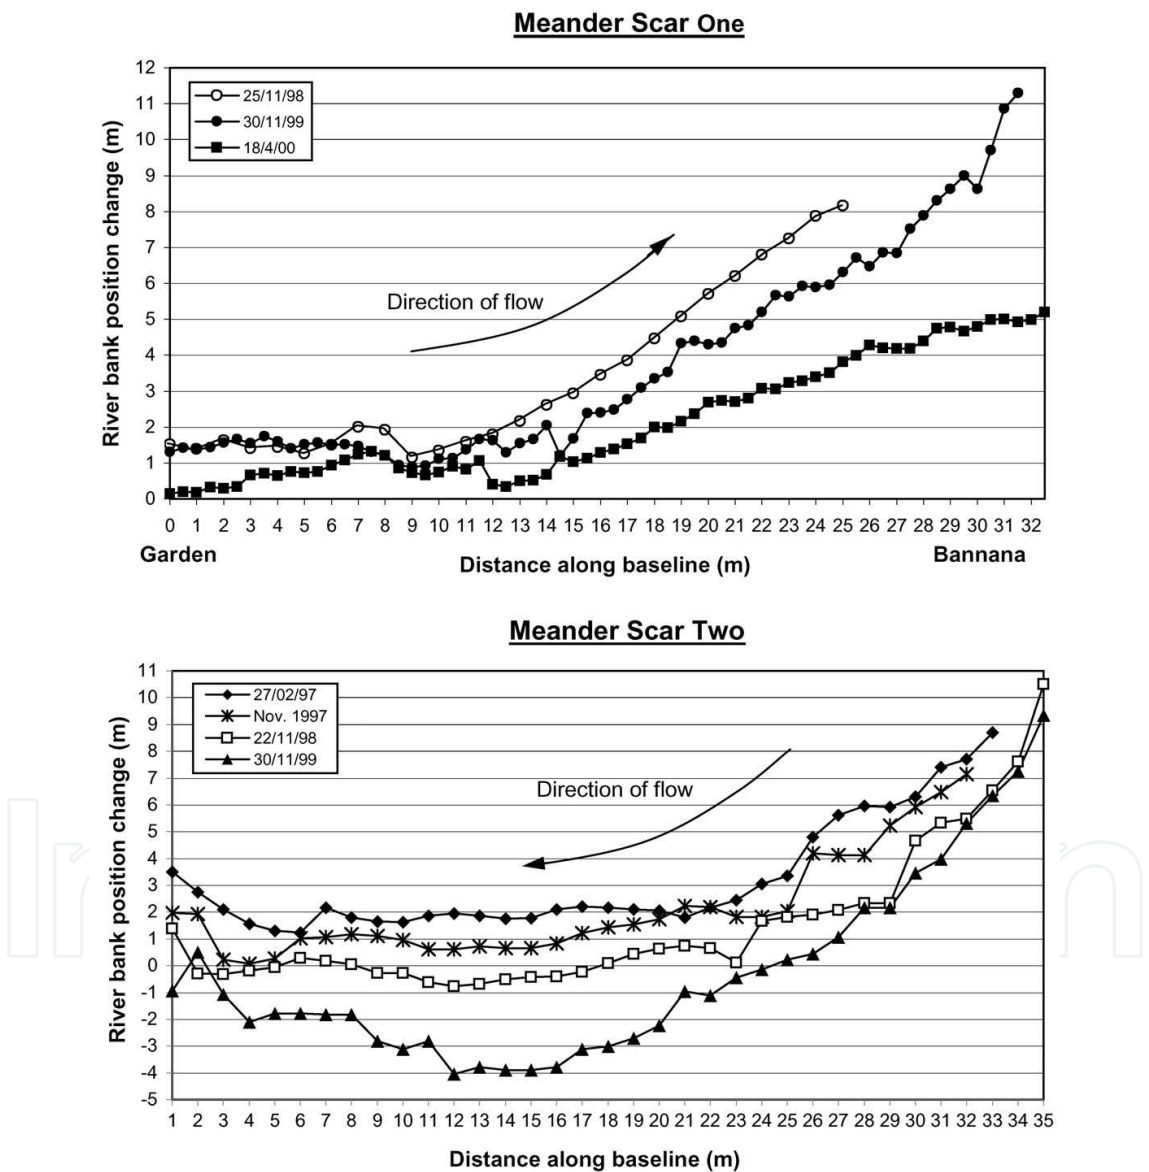 Meander Scar One
12
11
10
9
8
7
6
5
4
3
2
1
0
River bank position change (m)
25/11/98
30/11/99
18/4/00
Direction of flow
0 1 2 3 4 5 6 7 8 9 10 11 12 13 14 15 16 17 18 19 20 21 22 23 24 25 26 27 28 29 30 31 32
Garden
Bannana
Distance along baseline (m)
Meander Scar Two
11
10
9
8
7
6
5
4
3
2
1
0
-1
-2
-3
-4
-5
River bank position change (m)
27/02/97
Nov. 1997
22/11/98
30/11/99
Direction of flow
1 2 3 4 5 6 7 8 9 10 11 12 13 14 15 16 17 18 19 20 21 22 23 24 25 26 27 28 29 30 31 32 33 34 35
Distance along baseline (m)